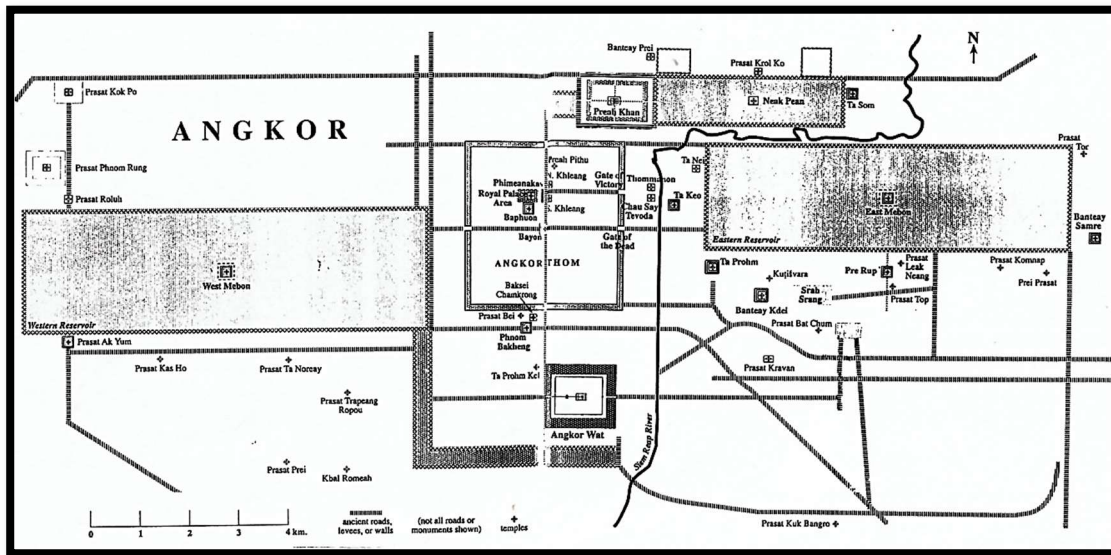 Banteay Prei
N
Prasat Krol Ko
Prasat Kok Po
Preah Khan
Neak Pean
Ta Som
ANGKOR
Prasat
Tor
Preah Pithu
Ta Nei
Prasat Phnom Rung
Phimeanakas
N. Khleang
Gate of
Victory
Thommanon
Prasat Roluh
Royal Palace
Area
Baphuon
. Khleang
Chau Say
Tevoda
Ta Keo
East Mebon
Banteay
Samre
Bayon
Gate of
the Dead
Eastern Reservoir
ANGKOR THOM
Ta Prohm
Pre Rup
Prasat
Leak
Neang
Prasat Komnap
Prei Prasat
West Mebon
Kutiśvara
Baksei
Chamkrong
Banteay Kdei
Srah
Srang
Prasat Top
Prasat Bei
Western Reservoir
Prasat Ak Yum
Phnom
Bakheng
Prasat Bat Chum
Prasat Kas Ho
Prasat Ta Noreay
Ta Prohm Kel
Prasat Kravan
Prasat Trapeang
Ropou
Angkor Wat
Siem Reap River
Prasat Prei
Kbal Romeah
0 1 2 3 4 km.
ancient roads,
levees, or walls
(not all roads or
monuments shown)
temples
Prasat Kuk Bangro